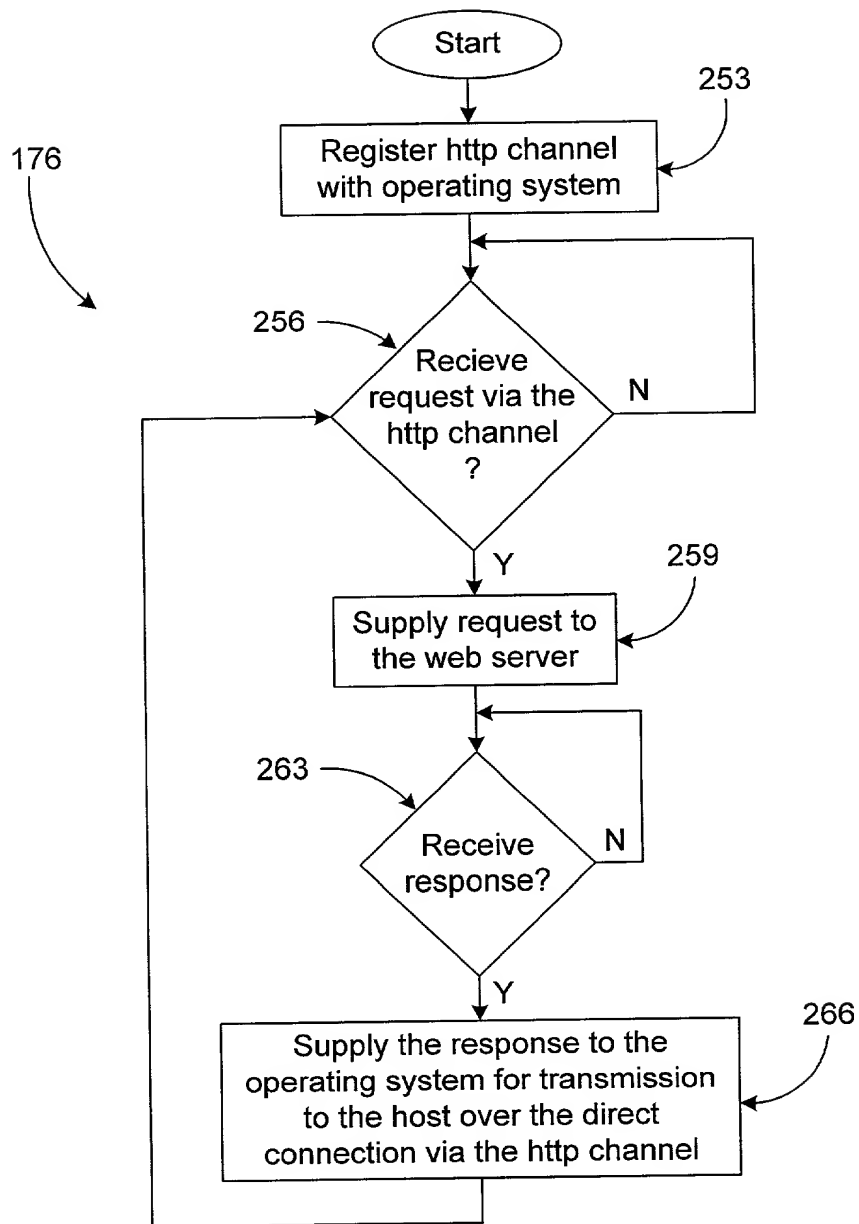 Start
253
Register http channel
with operating system
176
256
Recieve
request via the
http channel
?
N
Y
259
Supply request to
the web server
263
Receive
response?
N
Y
266
Supply the response to the
operating system for transmission
to the host over the direct
connection via the http channel